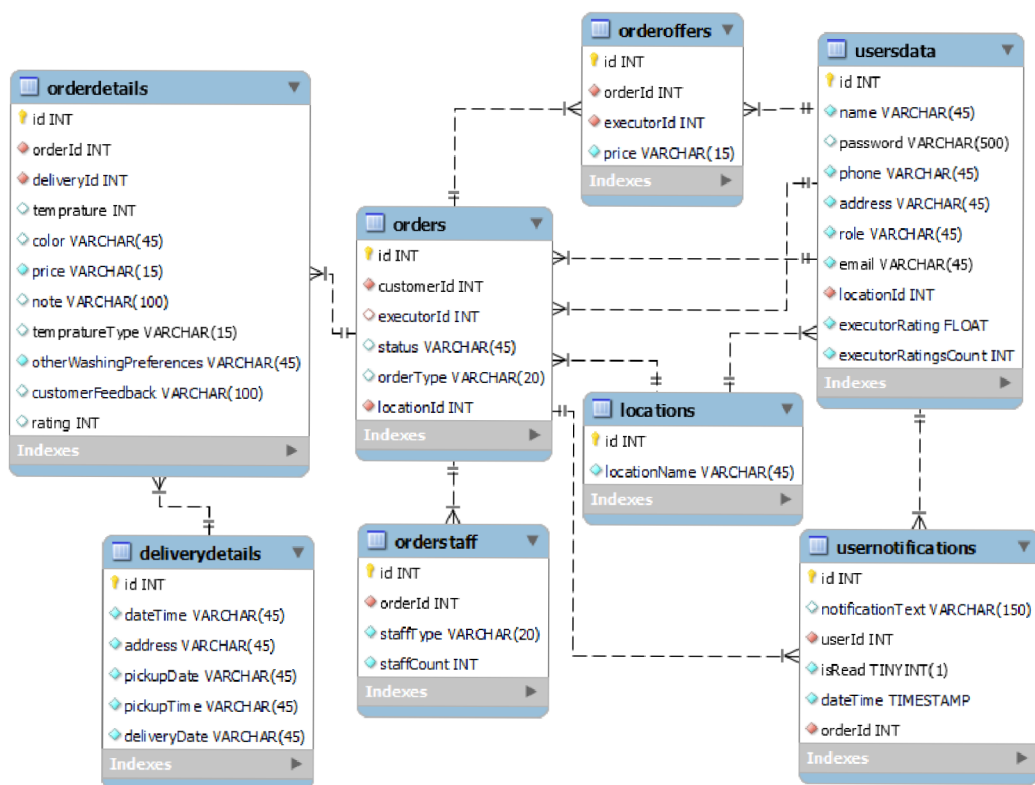 orderdetails
id INT
orderId INT
deliveryId INT
temprature INT
color VARCHAR(45)
price VARCHAR(15)
note VARCHAR(100)
tempratureType VARCHAR(15)
otherWashingPreferences VARCHAR(45)
customerFeedback VARCHAR(100)
rating INT
Indexes
orderoffers
id INT
orderId INT
executorId INT
price VARCHAR(15)
Indexes
usersdata
id INT
name VARCHAR(45)
password VARCHAR(500)
phone VARCHAR(45)
address VARCHAR(45)
role VARCHAR(45)
email VARCHAR(45)
locationId INT
executorRating FLOAT
executorRatingsCount INT
Indexes
orders
id INT
customerId INT
executorId INT
status VARCHAR(45)
orderType VARCHAR(20)
locationId INT
Indexes
locations
id INT
locationName VARCHAR(45)
Indexes
deliverydetails
id INT
dateTime VARCHAR(45)
address VARCHAR(45)
pickupDate VARCHAR(45)
pickupTime VARCHAR(45)
deliveryDate VARCHAR(45)
Indexes
orderstaff
id INT
orderId INT
staffType VARCHAR(20)
staffCount INT
Indexes
usernotifications
id INT
notificationText VARCHAR(150)
userId INT
isRead TINYINT(1)
dateTime TIMESTAMP
orderId INT
Indexes